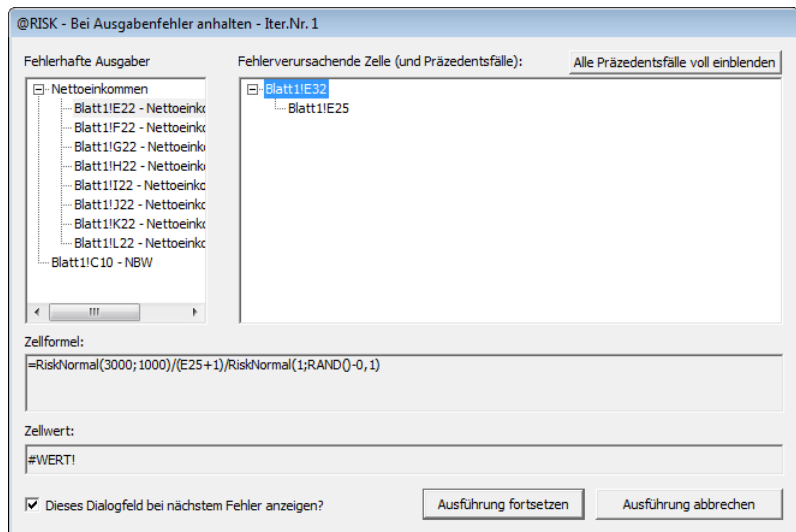 @RISK - Bei Ausgabenfehler anhalten - Iter.Nr. 1
Fehlerhafte Ausgaber
Fehlerverursachende Zelle (und Präzedentsfälle):
Alle Präzedentsfälle voll einblenden
Nettoeinkommen
Blatt1!E22 - Nettoeinko
Blatt1!F22 - Nettoeinko
Blatt1!G22 - Nettoeinko
Blatt1!H22 - Nettoeinko
Blatt1!I22 - Nettoeinko
Blatt1!J22 - Nettoeinko
Blatt1!K22 - Nettoeinko
Blatt1!L22 - Nettoeinko
Blatt1!C10 - NBW
Blatt1!E32
Blatt1!E25
Zellformel:
=RiskNormal(3000;1000)/(E25+1)/RiskNormal(1;RAND()-0,1)
Zellwert:
#WERT!
Dieses Dialogfeld bei nächstem Fehler anzeigen?
Ausführung fortsetzen
Ausführung abbrechen